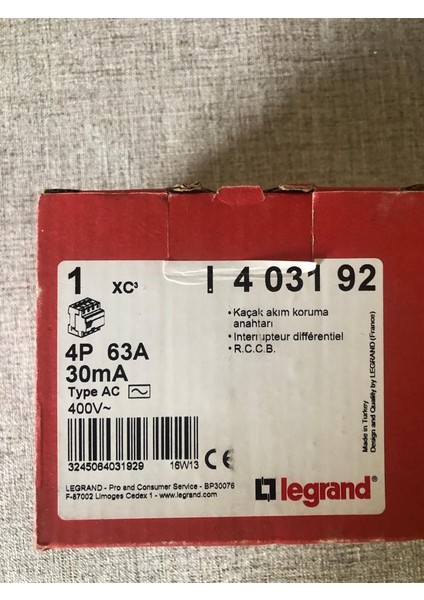 1 XC³ I 4 031 92
• Kaçak akım koruma
anahtarı
• Interrupteur différentiel
• R.C.C.B.
4P 63A
30mA
Type AC
400V~
3245064031929 16W13 CE
LEGRAND - Pro and Consumer Service - BP30076
F-87002 Limoges Cedex 1 - www.legrand.com
legrand®
Made in Turkey
Design and Quality by LEGRAND (France)